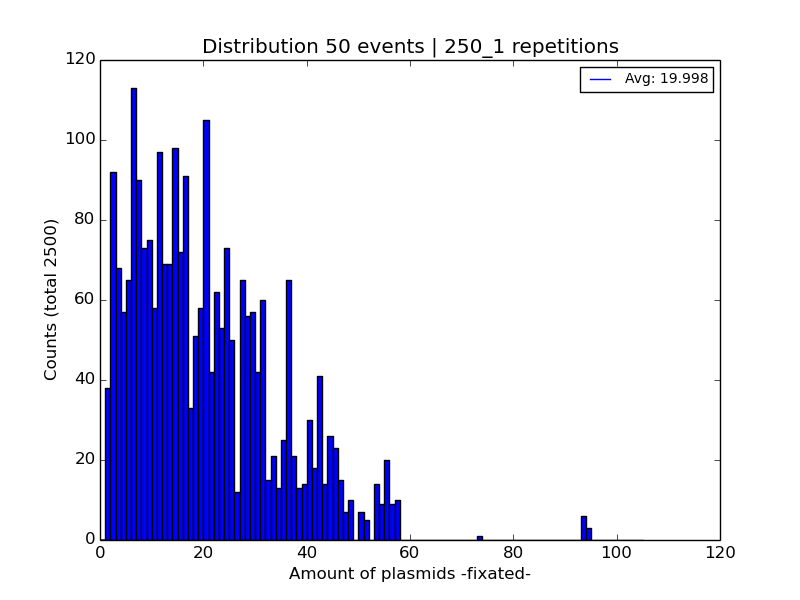 Distribution 50 events | 250_1 repetitions
Avg: 19.998
120
100
80
60
40
20
0
Counts (total 2500)
0 20 40 60 80 100 120
Amount of plasmids -fixated-